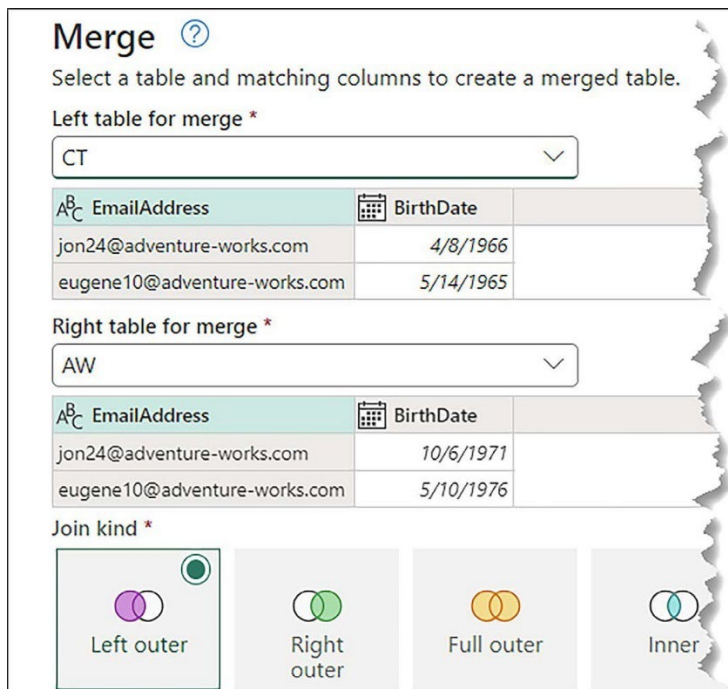 Merge ?
Select a table and matching columns to create a merged table.
Left table for merge *
CT
ABC EmailAddress BirthDate
jon24@adventure-works.com 4/8/1966
eugene10@adventure-works.com 5/14/1965
Right table for merge *
AW
ABC EmailAddress BirthDate
jon24@adventure-works.com 10/6/1971
eugene10@adventure-works.com 5/10/1976
Join kind *
Left outer Right Full outer Inner
outer